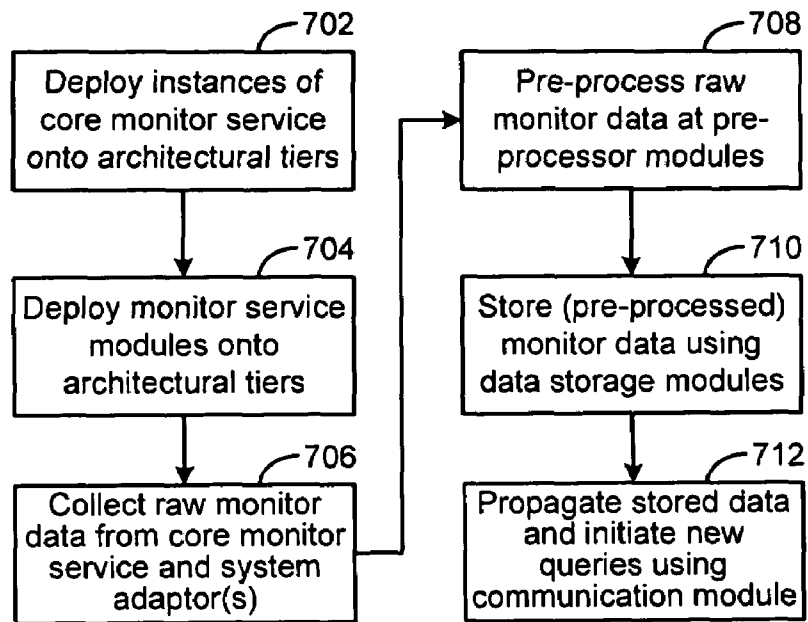 702
Deploy instances of
core monitor service
onto architectural tiers
704
Deploy monitor service
modules onto
architectural tiers
706
Collect raw monitor
data from core monitor
service and system
adaptor(s)
708
Pre-process raw
monitor data at pre-
processor modules
710
Store (pre-processed)
monitor data using
data storage modules
712
Propagate stored data
and initiate new
queries using
communication module